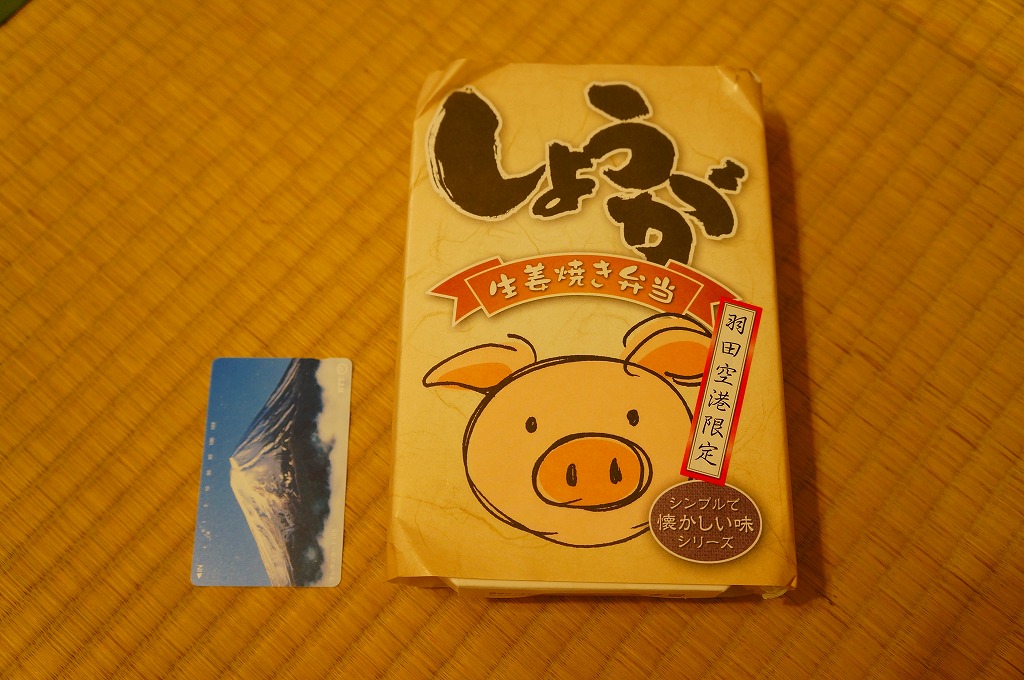 しょうが
生姜焼き弁当
羽田空港限定
シンプルで
懐かしい味
シリーズ